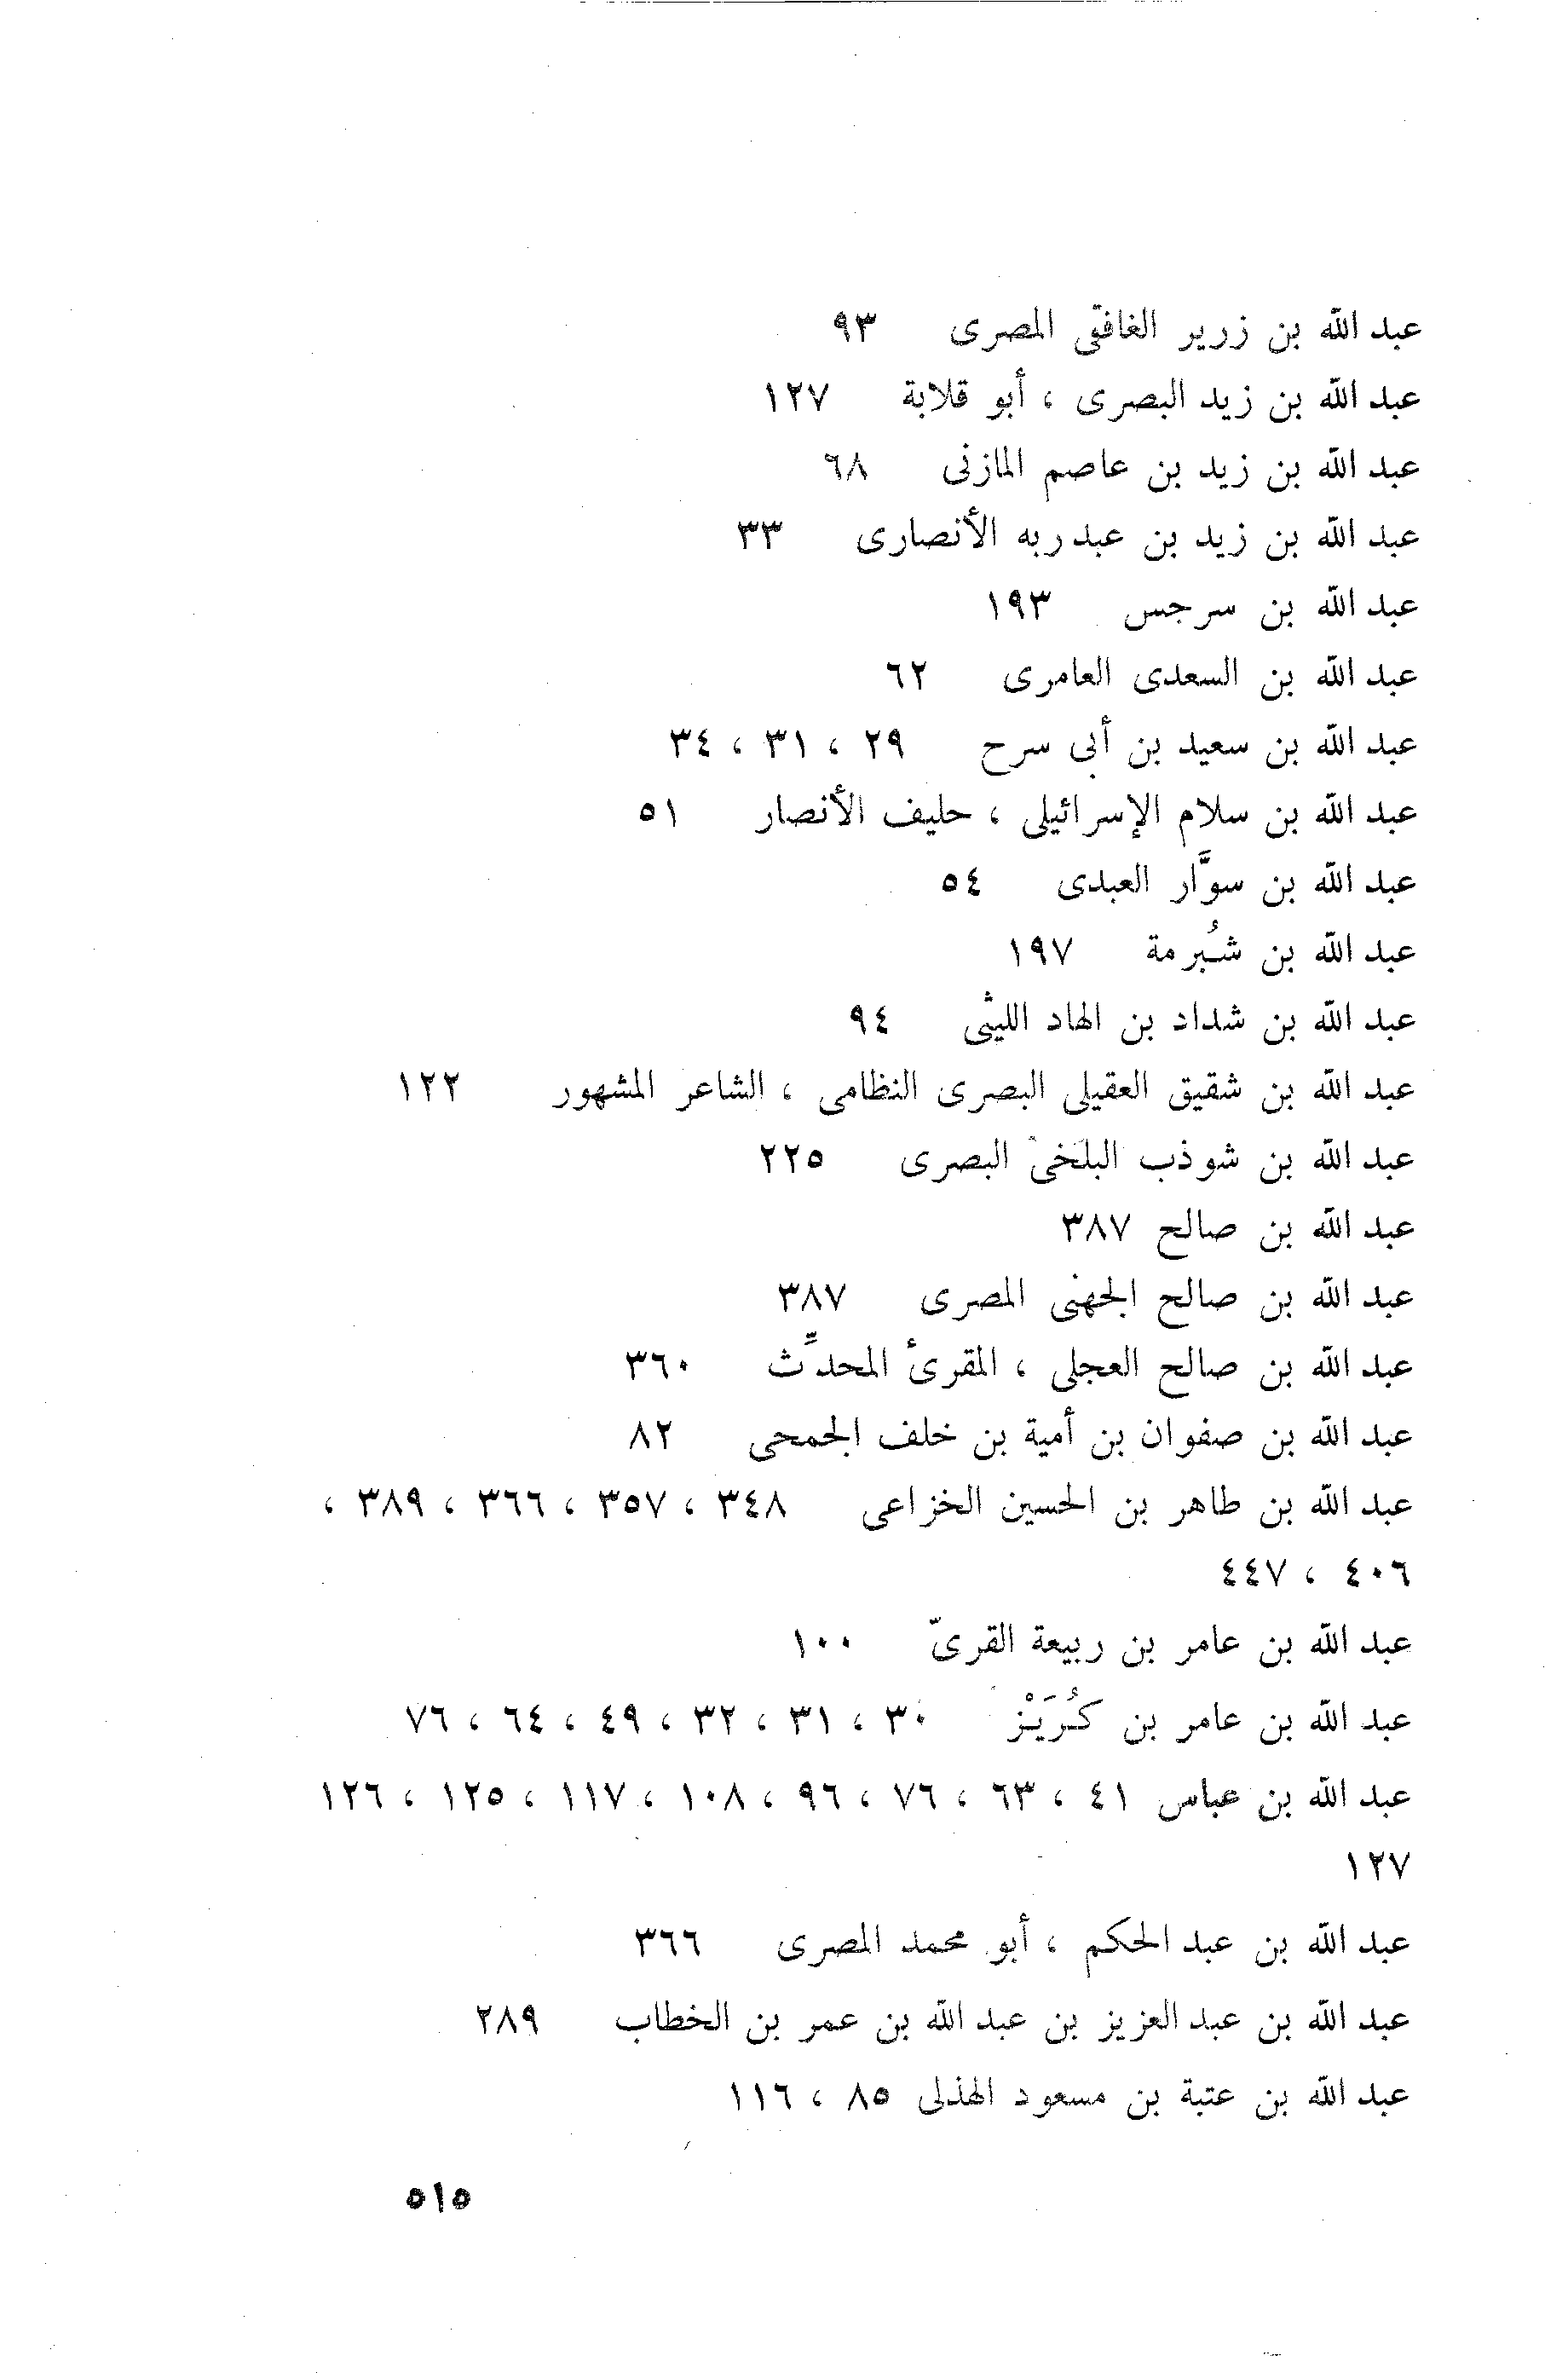 عبد الله بن زرير الغافقى المصرى ٩٣
عبد الله بن زيد البصرى ، أبو قلابة ١٢٧
عبد الله بن زيد بن عاصم المازنى ٦٨
عبد الله بن زيد بن عبدربه الأنصارى ٣٣
عبد الله بن سرجس ١٩٣
عبد الله بن السعدى العامرى ٦٢
عبد الله بن سعيد بن أبى سرح ٢٩ ، ٣١ ، ٣٤
عبد الله بن سلام الإسرائيلى ، حليف الأنصار ٥١
عبد الله بن سوَّار العبدى ٥٤
عبد الله بن شُبرمة ١٩٧
عبد الله بن شداد بن الهاد الليثى ٩٤
عبد الله بن شقيق العقيلى البصرى النظامى ، الشاعر المشهور ١٢٢
عبد الله بن شوذب البلخى البصرى ٢٢٥
عبد الله بن صالح ٣٨٧
عبد الله بن صالح الجهنى المصرى ٣٨٧
عبد الله بن صالح العجلى ، المقرئ المحدِّث ٣٦٠
عبد الله بن صفوان بن أمية بن خلف الجمحى ٨٢
عبد الله بن طاهر بن الحسين الخزاعى ٣٤٨ ، ٣٥٧ ، ٣٦٦ ، ٣٨٩ ،
٤٠٦ ، ٤٤٧
عبد الله بن عامر بن ربيعة القرىّ ١٠٠
عبد الله بن عامر بن كُرَيْز ٣٠ ، ٣١ ، ٣٢ ، ٤٩ ، ٦٤ ، ٧٦
عبد الله بن عباس ٤١ ، ٦٣ ، ٧٦ ، ٩٦ ، ١٠٨ ، ١١٧ ، ١٢٥ ، ١٢٦
١٢٧
عبد الله بن عبد الحكم ، أبو محمد المصرى ٣٦٦
عبد الله بن عبد العزيز بن عبد الله بن عمر بن الخطاب ٢٨٩
عبد الله بن عتبة بن مسعود الهذلى ٨٥ ، ١١٦
٥١٥